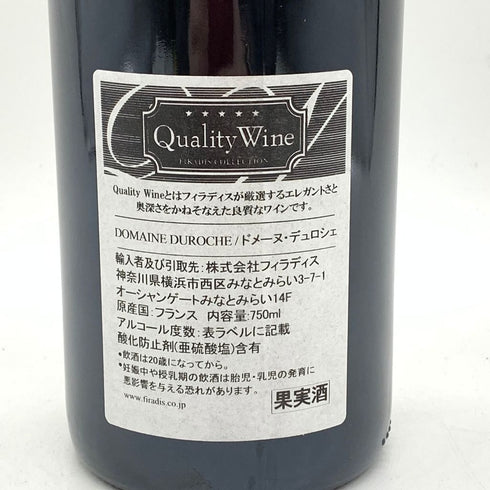 ★★★★★
Quality Wine
FIRADIS COLLECTION
Quality Wineとはフィラディスが厳選するエレガントさと
奥深さをかねそなえた良質なワインです。
DOMAINE DUROCHE/ドメーヌ・デュロシェ
輸入者及び引取先:株式会社フィラディス
神奈川県横浜市西区みなとみらい3-7-1
オーシャンゲートみなとみらい14F
原産国:フランス 内容量:750ml
アルコール度数:表ラベルに記載
酸化防止剤(亜硫酸塩)含有
•飲酒は20歳になってから。
•妊娠中や授乳期の飲酒は胎児・乳児の発育に
悪影響を与える恐れがあります。
www.firadis.co.jp
果実酒